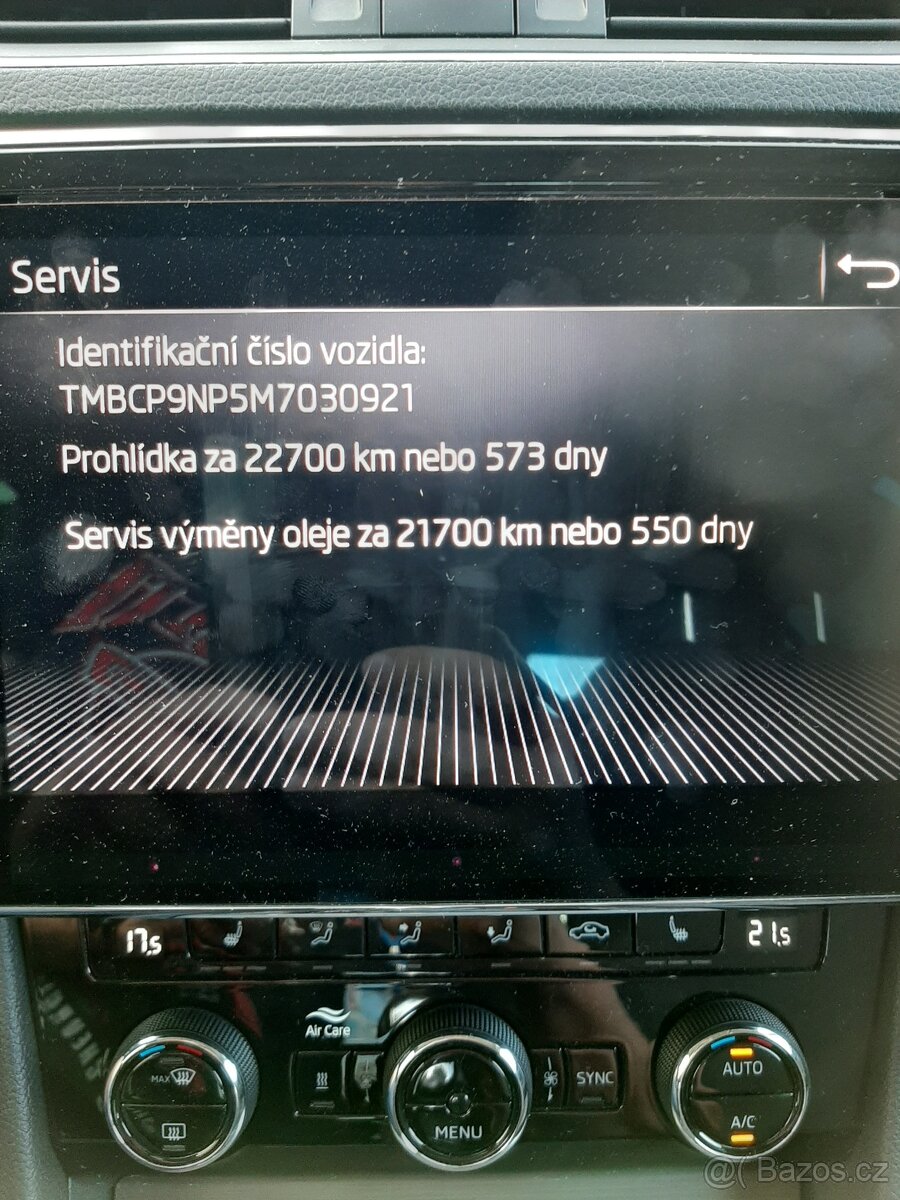 Servis
Identifikační číslo vozidla:
TMBCP9NP5M7030921
Prohlídka za 22700 km nebo 573 dny
Servis výměny oleje za 21700 km nebo 550 dny
17,5
21,5
Air Care
MAX
SYNC
AUTO
MENU
A/C
@( Bazos.cz